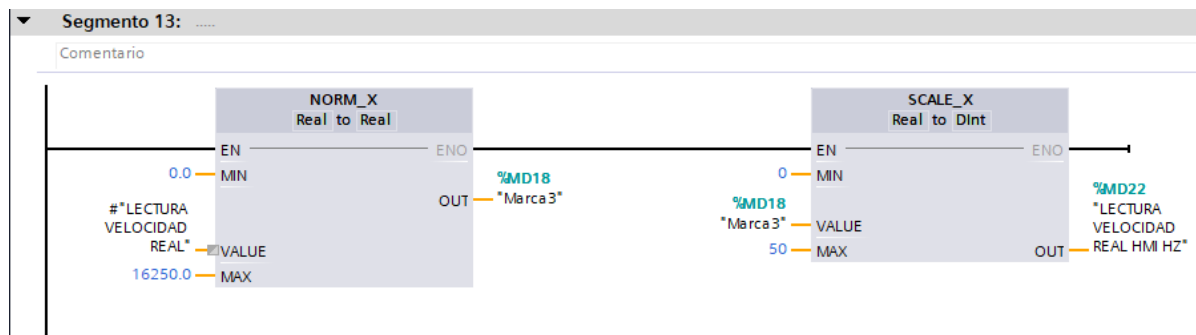 Segmento 13: .....
Comentario
NORM_X
Real to Real
EN
ENO
0.0
MIN
%MD18
"Marca3"
OUT
#"LECTURA
VELOCIDAD
REAL"
VALUE
16250.0
MAX
SCALE_X
Real to DInt
EN
ENO
0
MIN
%MD18
"Marca3"
VALUE
50
MAX
%MD22
"LECTURA
VELOCIDAD
REAL HMI HZ"
OUT